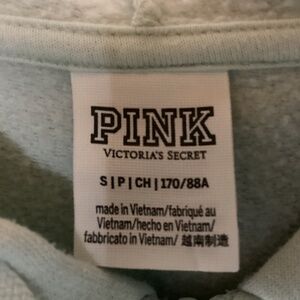 PINK
VICTORIA'S SECRET
S | P | CH | 170/88A
made in Vietnam/fabriqué au
Vietnam/hecho en Vietnam/
fabbricato in Vietnam/ 越南制造